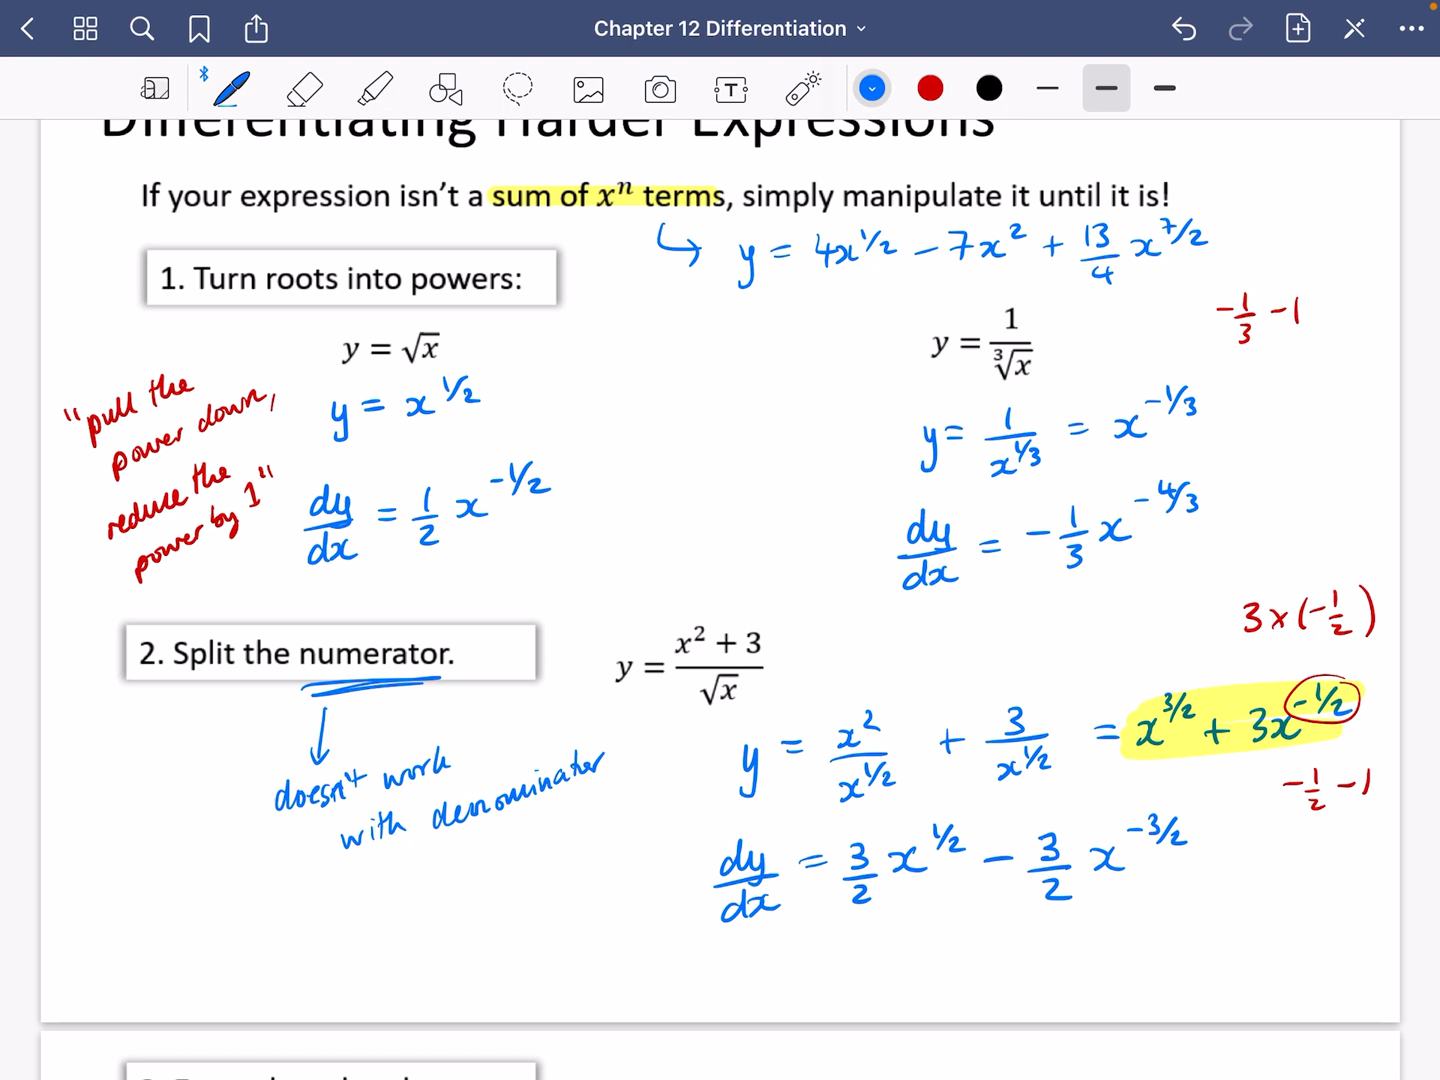 Chapter 12 Differentiation
Differentiating Harder Expressions
If your expression isn't a sum of xⁿ terms, simply manipulate it until it is!
↳ y = 4x^1/2 − 7x² + 13/4 x^7/2
1. Turn roots into powers:
y = √x
y = x^1/2
dy/dx = 1/2 x^−1/2
"pull the
power down,
reduce the
power by 1"
y = 1/∛x
−1/3 − 1
y = 1/x^1/3 = x^−1/3
dy/dx = −1/3 x^−4/3
2. Split the numerator.
doesn't work
with denominator
y = (x² + 3)/√x
3 × (−1/2)
y = x²/x^1/2 + 3/x^1/2 = x^3/2 + 3x^−1/2
−1/2 − 1
dy/dx = 3/2 x^1/2 − 3/2 x^−3/2